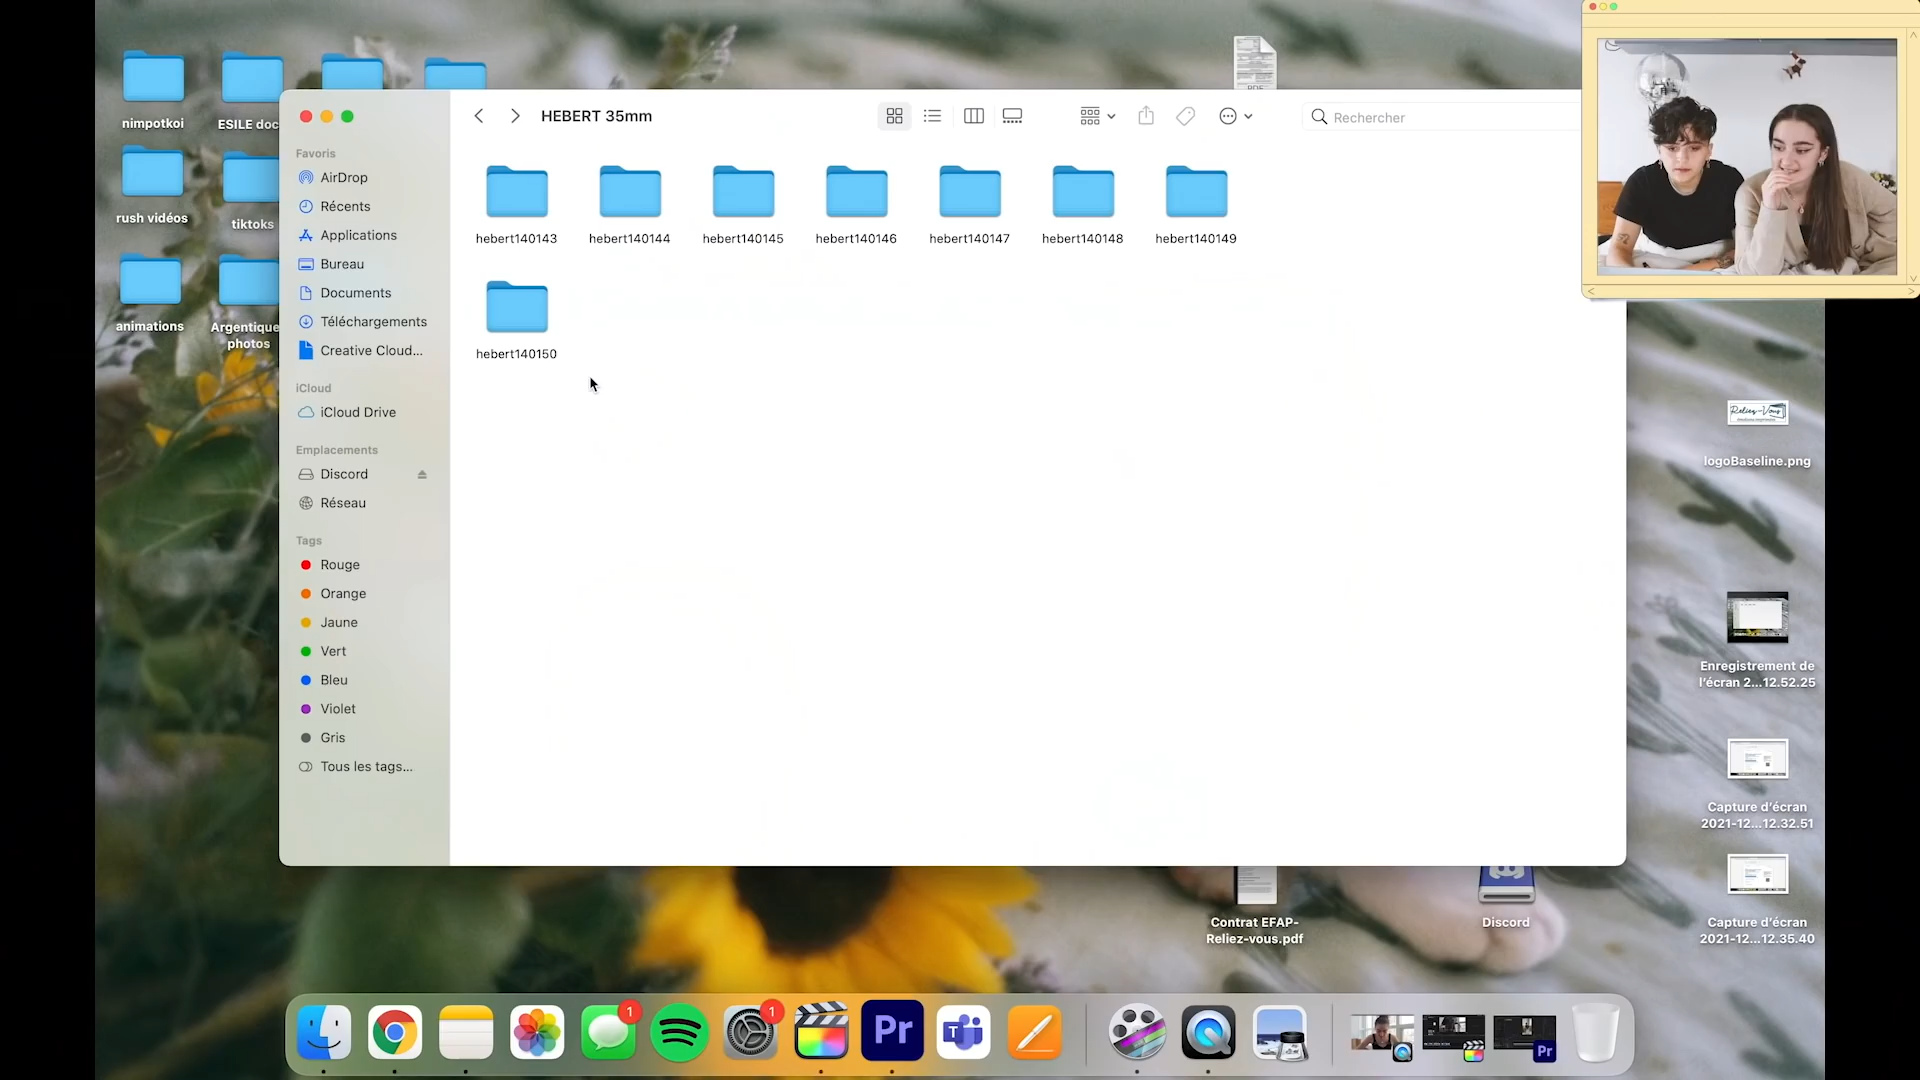 nimpotkoi
ESILE doc
rush vidéos
tiktoks
animations
Argentique
photos
HEBERT 35mm
Rechercher
Favoris
AirDrop
Récents
Applications
Bureau
Documents
Téléchargements
Creative Cloud...
iCloud
iCloud Drive
Emplacements
Discord
Réseau
Tags
Rouge
Orange
Jaune
Vert
Bleu
Violet
Gris
Tous les tags...
hebert140143
hebert140144
hebert140145
hebert140146
hebert140147
hebert140148
hebert140149
hebert140150
PDF
Reliez-Vous
logoBaseline.png
Enregistrement de
l'écran 2...12.52.25
Capture d'écran
2021-12...12.32.51
Capture d'écran
2021-12...12.35.40
Contrat EFAP-
Reliez-vous.pdf
Discord
1
1
Pr
T
Pr